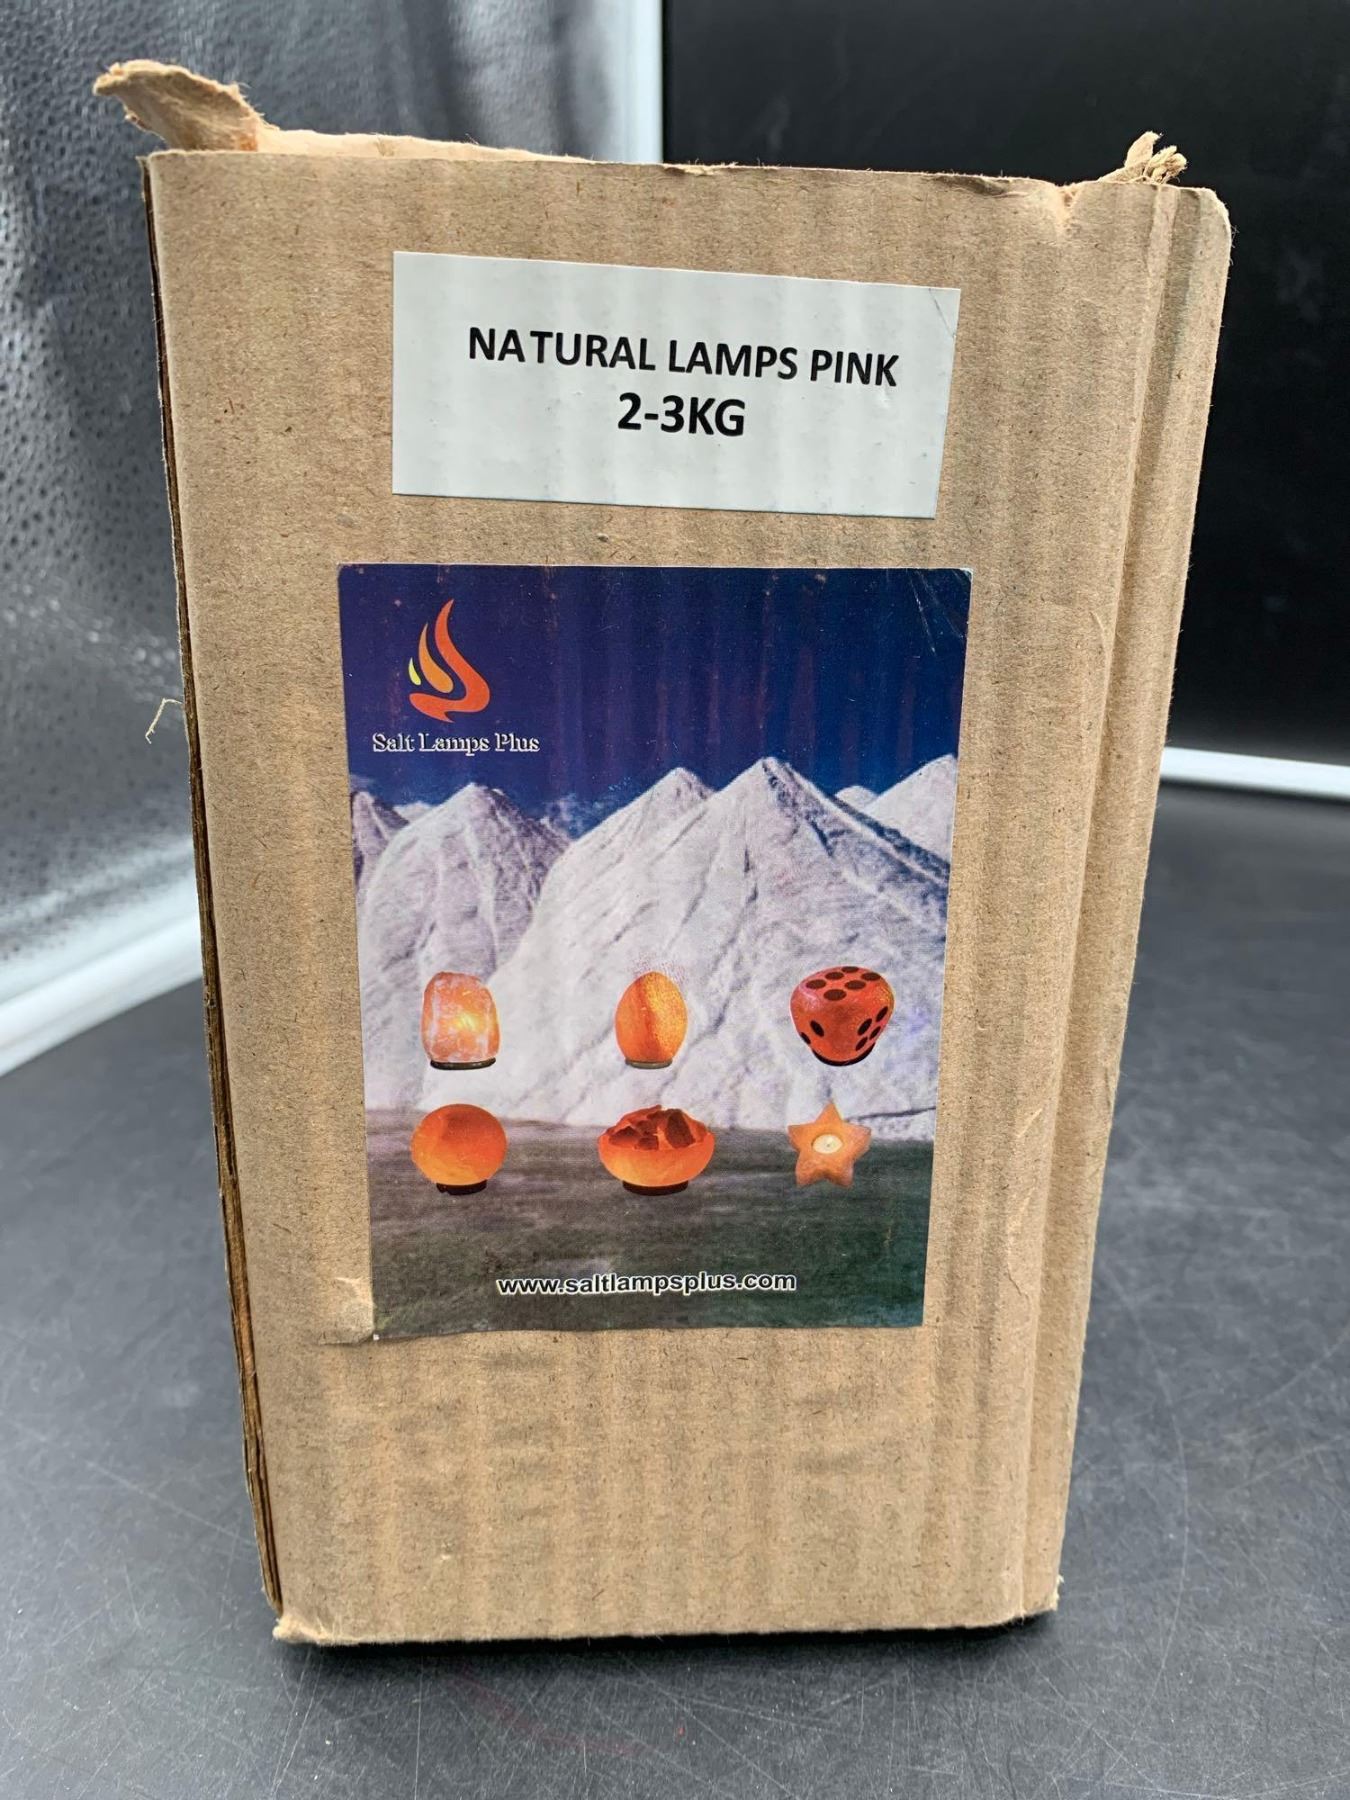 NATURAL LAMPS PINK
2-3KG
Salt Lamps Plus
www.saltlampsplus.com